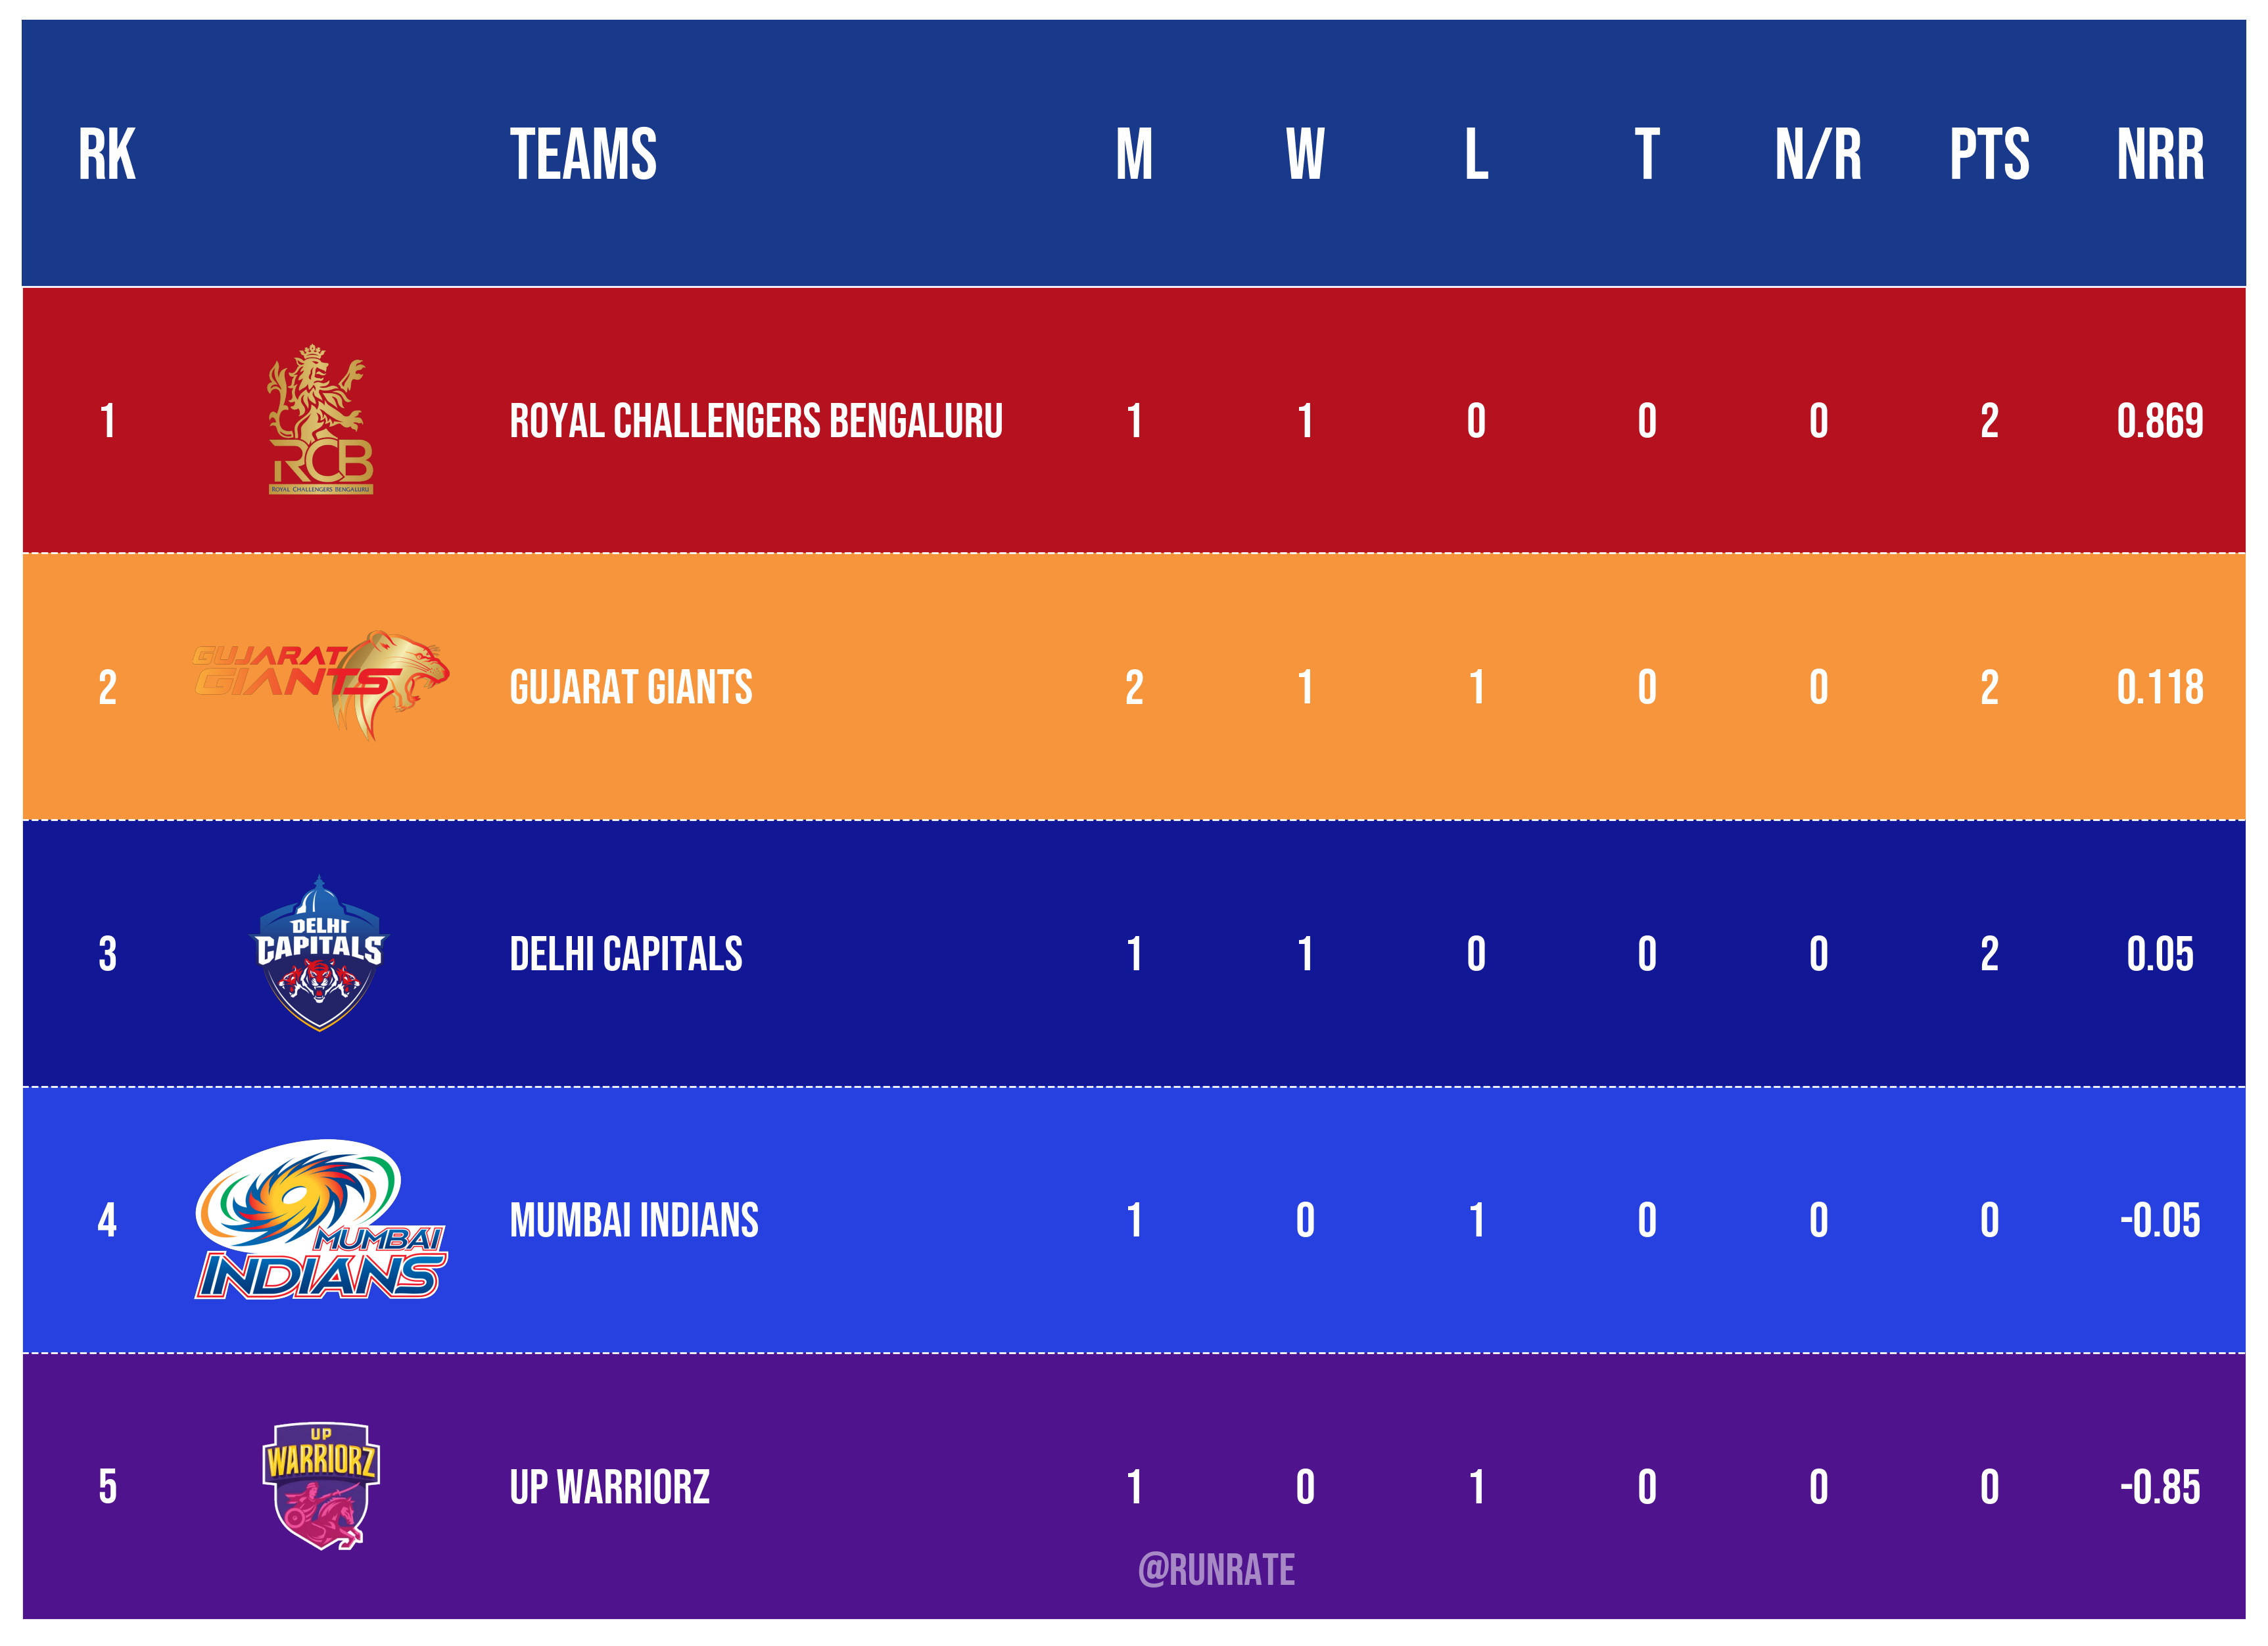 RK TEAMS M W L T N/R PTS NRR
RCB
ROYAL CHALLENGERS BENGALURU
1 ROYAL CHALLENGERS BENGALURU 1 1 0 0 0 2 0.869
GUJARAT
GIANTS
2 GUJARAT GIANTS 2 1 1 0 0 2 0.118
DELHI
CAPITALS
3 DELHI CAPITALS 1 1 0 0 0 2 0.05
MUMBAI
INDIANS
4 MUMBAI INDIANS 1 0 1 0 0 0 -0.05
UP
WARRIORZ
5 UP WARRIORZ 1 0 1 0 0 0 -0.85
@RUNRATE